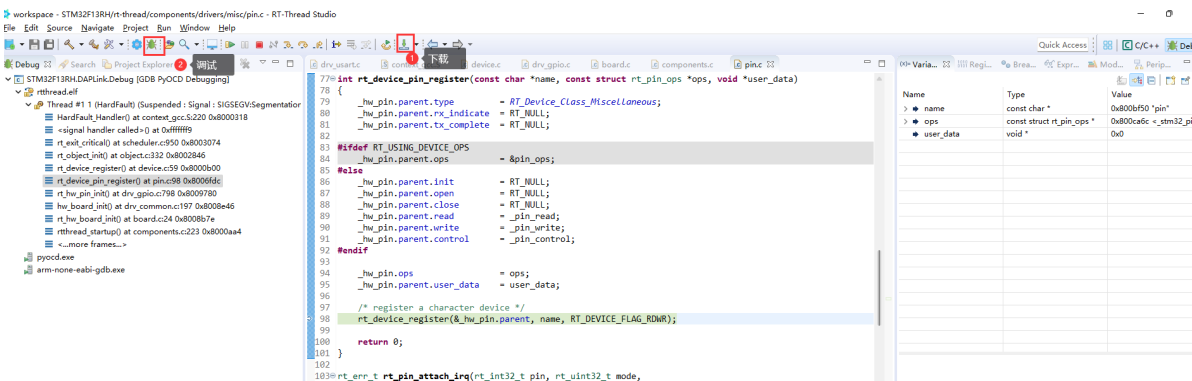 workspace - STM32F13RH/rt-thread/components/drivers/misc/pin.c - RT-Thread Studio
File Edit Source Navigate Project Run Window Help
Quick Access
C/C++
Deb
1 下载
2 调试
Debug
Search
Project Explorer
STM32F13RH.DAPLink.Debug [GDB PyOCD Debugging]
rtthread.elf
Thread #1 1 (HardFault) (Suspended : Signal : SIGSEGV:Segmentation
HardFault_Handler() at context_gcc.S:220 0x8000318
<signal handler called>() at 0xfffffff9
rt_exit_critical() at scheduler.c:950 0x8003074
rt_object_init() at object.c:332 0x8002846
rt_device_register() at device.c:59 0x8000b00
rt_device_pin_register() at pin.c:98 0x8006fdc
rt_hw_pin_init() at drv_gpio.c:798 0x8009780
hw_board_init() at drv_common.c:197 0x8008e46
rt_hw_board_init() at board.c:24 0x8008b7e
rtthread_startup() at components.c:223 0x8000aa4
<...more frames...>
pyocd.exe
arm-none-eabi-gdb.exe
drv_usart.c
device.c
drv_gpio.c
board.c
components.c
pin.c
77 int rt_device_pin_register(const char *name, const struct rt_pin_ops *ops, void *user_data)
78 {
79 _hw_pin.parent.type = RT_Device_Class_Miscellaneous;
80 _hw_pin.parent.rx_indicate = RT_NULL;
81 _hw_pin.parent.tx_complete = RT_NULL;
82
83 #ifdef RT_USING_DEVICE_OPS
84 _hw_pin.parent.ops = &pin_ops;
85 #else
86 _hw_pin.parent.init = RT_NULL;
87 _hw_pin.parent.open = RT_NULL;
88 _hw_pin.parent.close = RT_NULL;
89 _hw_pin.parent.read = _pin_read;
90 _hw_pin.parent.write = _pin_write;
91 _hw_pin.parent.control = _pin_control;
92 #endif
93
94 _hw_pin.ops = ops;
95 _hw_pin.parent.user_data = user_data;
96
97 /* register a character device */
98 rt_device_register(&_hw_pin.parent, name, RT_DEVICE_FLAG_RDWR);
99
100 return 0;
101 }
102
103 rt_err_t rt_pin_attach_irq(rt_int32_t pin, rt_uint32_t mode,
Varia...
Regi...
Brea...
Expr...
Mod...
Perip...
Name Type Value
name const char * 0x800bf50 "pin"
ops const struct rt_pin_ops * 0x800ca6c <_stm32_pi
user_data void * 0x0